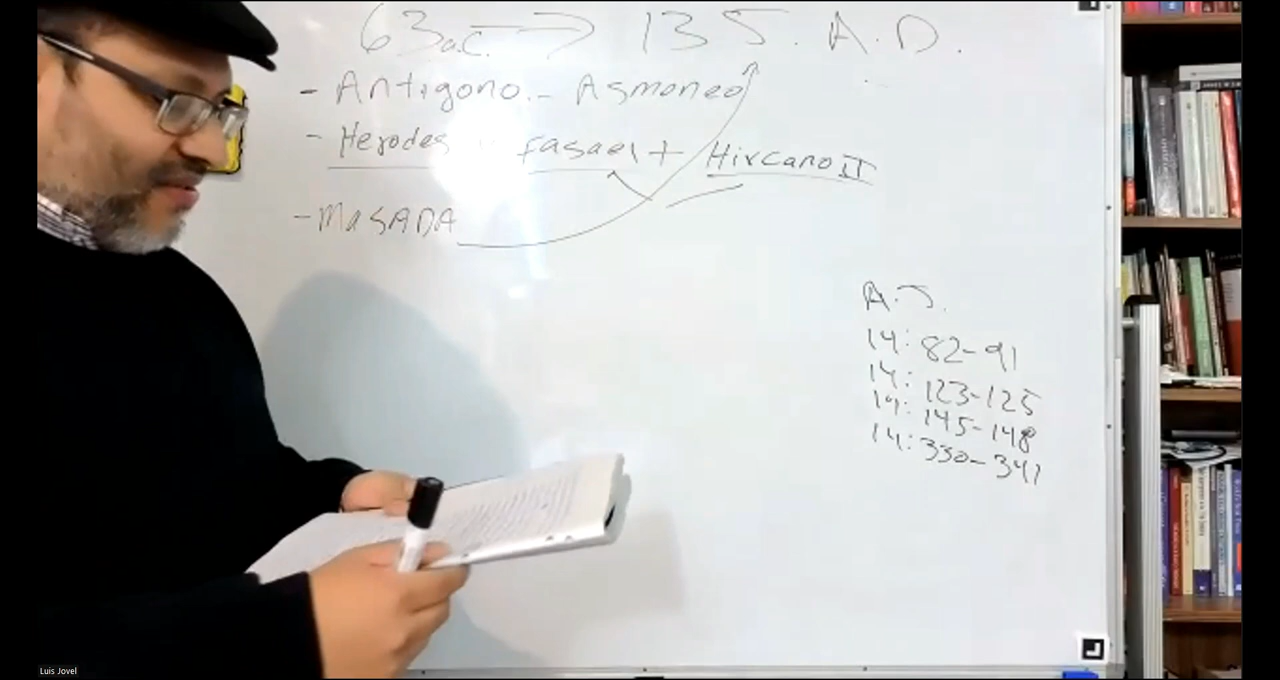 63 a.c. → 135. A.D.
- Antigono. - Asmoneo
- Herodes " fasael + Hircano II
- MaSADA
A.J.
14: 82-91
14: 123-125
14: 145-148
14: 330-341
Luis Jovel